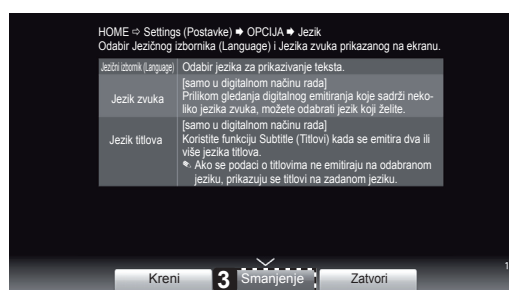 HOME ⇨ Settings (Postavke) ➡ OPCIJA ➡ Jezik
Odabir Jezičnog izbornika (Language) i Jezika zvuka prikazanog na ekranu.
Jezični izbornik (Language) Odabir jezika za prikazivanje teksta.
Jezik zvuka
[samo u digitalnom načinu rada]
Prilikom gledanja digitalnog emitiranja koje sadrži neko-
liko jezika zvuka, možete odabrati jezik koji želite.
Jezik titlova
[samo u digitalnom načinu rada]
Koristite funkciju Subtitle (Titlovi) kada se emitira dva ili
više jezika titlova.
✎ Ako se podaci o titlovima ne emitiraju na odabranom
jeziku, prikazuju se titlovi na zadanom jeziku.
1
Kreni 3 Smanjenje Zatvori